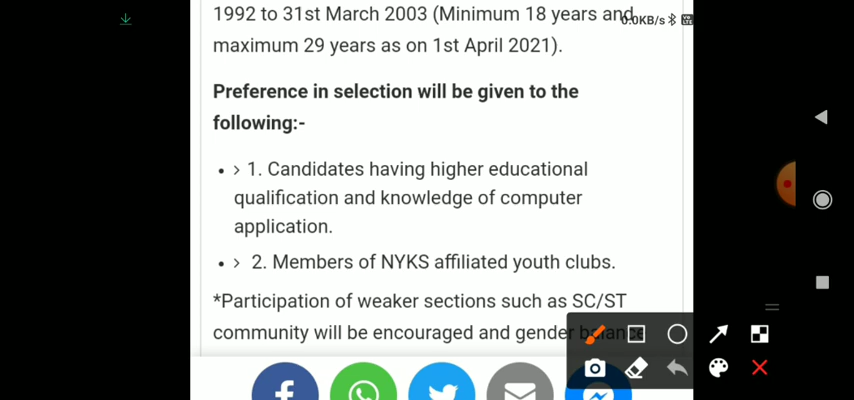 1992 to 31st March 2003 (Minimum 18 years and
0.0KB/s
maximum 29 years as on 1st April 2021).
Preference in selection will be given to the
following:-
• > 1. Candidates having higher educational
qualification and knowledge of computer
application.
• > 2. Members of NYKS affiliated youth clubs.
*Participation of weaker sections such as SC/ST
community will be encouraged and gender balance